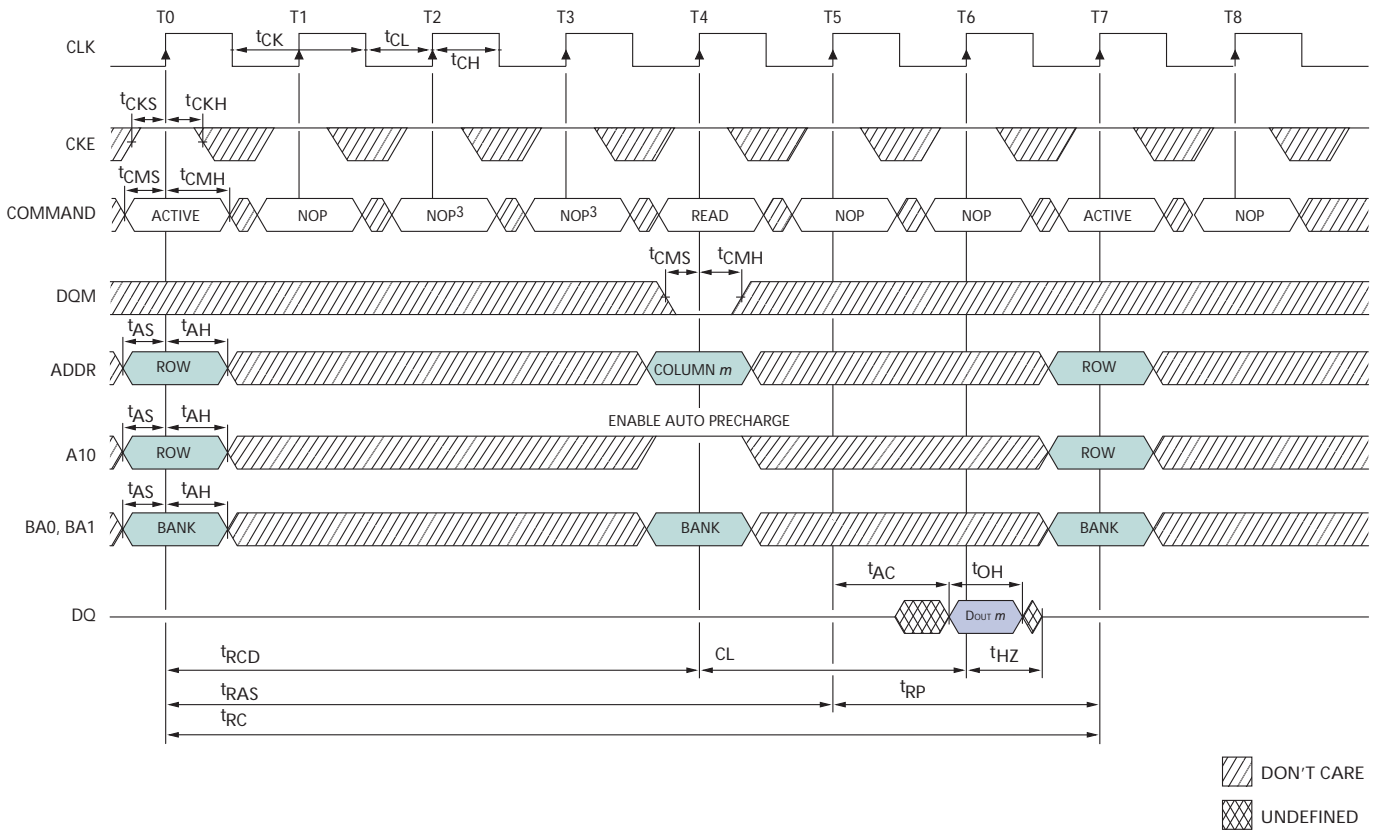 T0 T1 T2 T3 T4 T5 T6 T7 T8
CLK tCK tCL tCH
tCKS tCKH
CKE
tCMS tCMH
COMMAND ACTIVE NOP NOP3 NOP3 READ NOP NOP ACTIVE NOP
tCMS tCMH
DQM
tAS tAH
ADDR ROW COLUMN m ROW
ENABLE AUTO PRECHARGE
tAS tAH
A10 ROW ROW
tAS tAH
BA0, BA1 BANK BANK BANK
tAC tOH
DQ DOUT m
tRCD CL tHZ
tRAS tRP
tRC
DON'T CARE
UNDEFINED